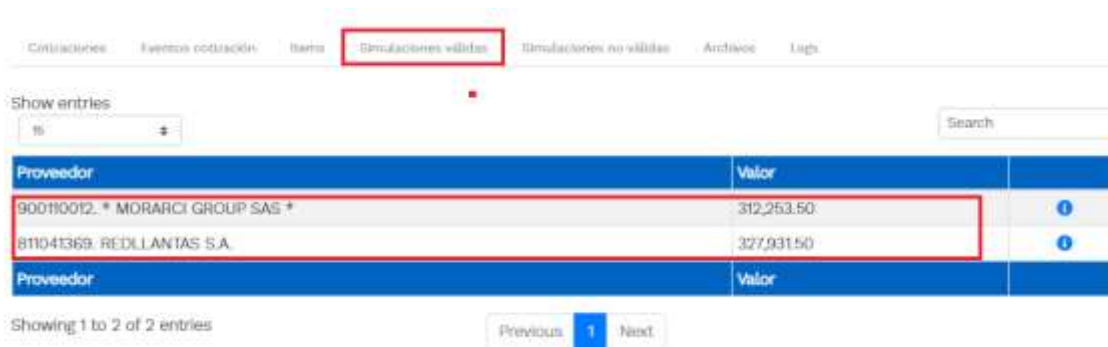 Cotizaciones Eventos cotización Items Simulaciones válidas Simulaciones no válidas Archivos Logs
Show entries
15
Search
Proveedor Valor
900110012. * MORARCI GROUP SAS * 312,253.50
811041369. REDLLANTAS S.A. 327,931.50
Proveedor Valor
Showing 1 to 2 of 2 entries
Previous 1 Next